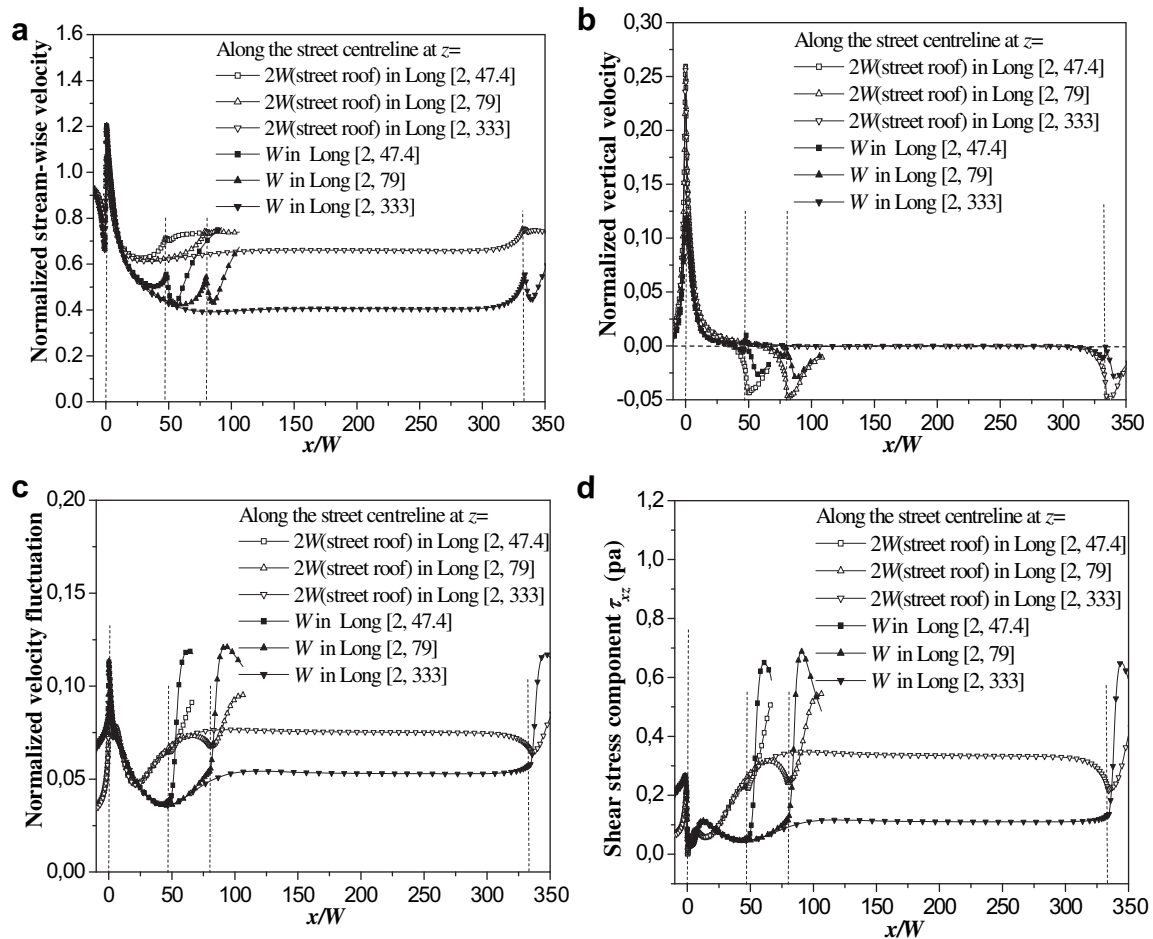 a
Normalized stream-wise velocity
1.6
1.4
1.2
1.0
0.8
0.6
0.4
0.2
0.0
Along the street centreline at z=
2W(street roof) in Long [2, 47.4]
2W(street roof) in Long [2, 79]
2W(street roof) in Long [2, 333]
W in Long [2, 47.4]
W in Long [2, 79]
W in Long [2, 333]
0 50 100 150 200 250 300 350
x/W
b
Normalized vertical velocity
0,30
0,25
0,20
0,15
0,10
0,05
0,00
-0,05
Along the street centreline at z=
2W(street roof) in Long [2, 47.4]
2W(street roof) in Long [2, 79]
2W(street roof) in Long [2, 333]
W in Long [2, 47.4]
W in Long [2, 79]
W in Long [2, 333]
0 50 100 150 200 250 300 350
x/W
c
Normalized velocity fluctuation
0,20
0,15
0,10
0,05
0,00
Along the street centreline at z=
2W(street roof) in Long [2, 47.4]
2W(street roof) in Long [2, 79]
2W(street roof) in Long [2, 333]
W in Long [2, 47.4]
W in Long [2, 79]
W in Long [2, 333]
0 50 100 150 200 250 300 350
x/W
d
Shear stress component τxz (pa)
1,2
1,0
0,8
0,6
0,4
0,2
0,0
Along the street centreline at z=
2W(street roof) in Long [2, 47.4]
2W(street roof) in Long [2, 79]
2W(street roof) in Long [2, 333]
W in Long [2, 47.4]
W in Long [2, 79]
W in Long [2, 333]
0 50 100 150 200 250 300 350
x/W